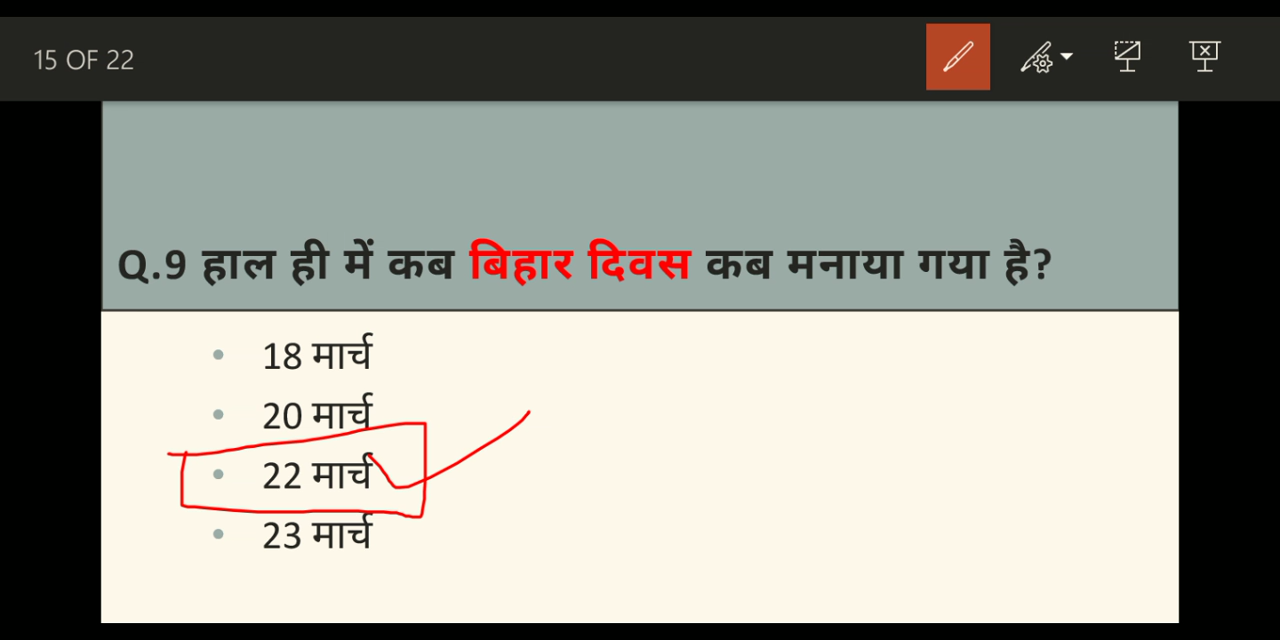 15 OF 22
Q.9 हाल ही में कब बिहार दिवस कब मनाया गया है?
• 18 मार्च
• 20 मार्च
• 22 मार्च
• 23 मार्च